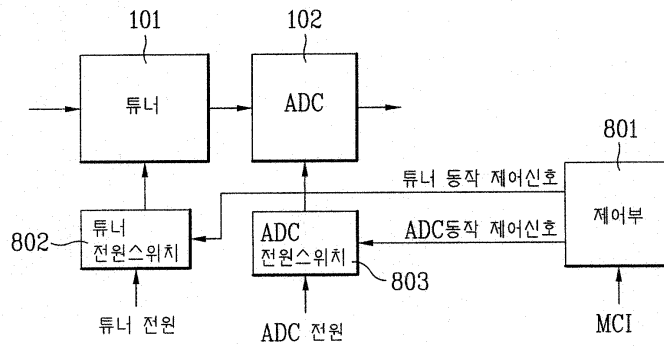 101
102
튜너
ADC
801
튜너 동작 제어신호
제어부
802
튜너
전원스위치
ADC
전원스위치
ADC동작 제어신호
803
튜너 전원
ADC 전원
MCI